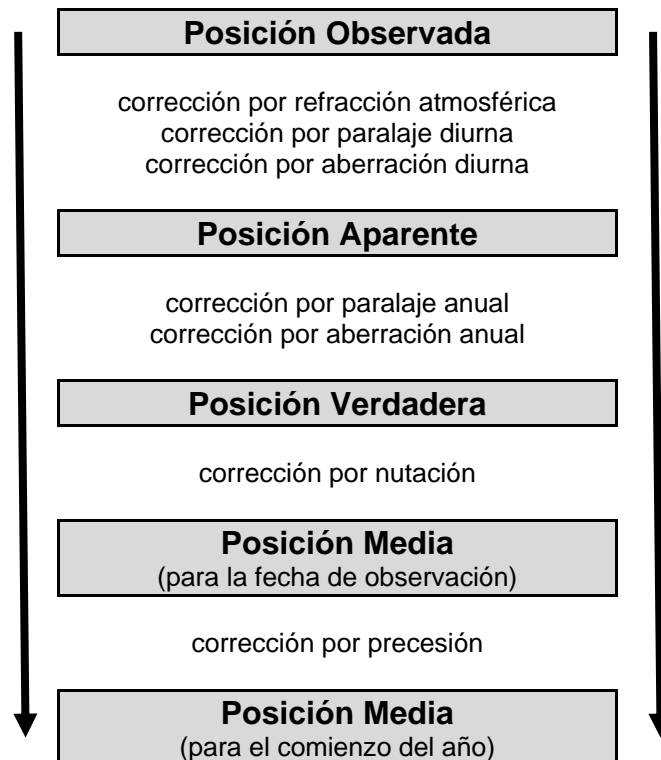 Posición Observada
corrección por refracción atmosférica
corrección por paralaje diurna
corrección por aberración diurna
Posición Aparente
corrección por paralaje anual
corrección por aberración anual
Posición Verdadera
corrección por nutación
Posición Media
(para la fecha de observación)
corrección por precesión
Posición Media
(para el comienzo del año)